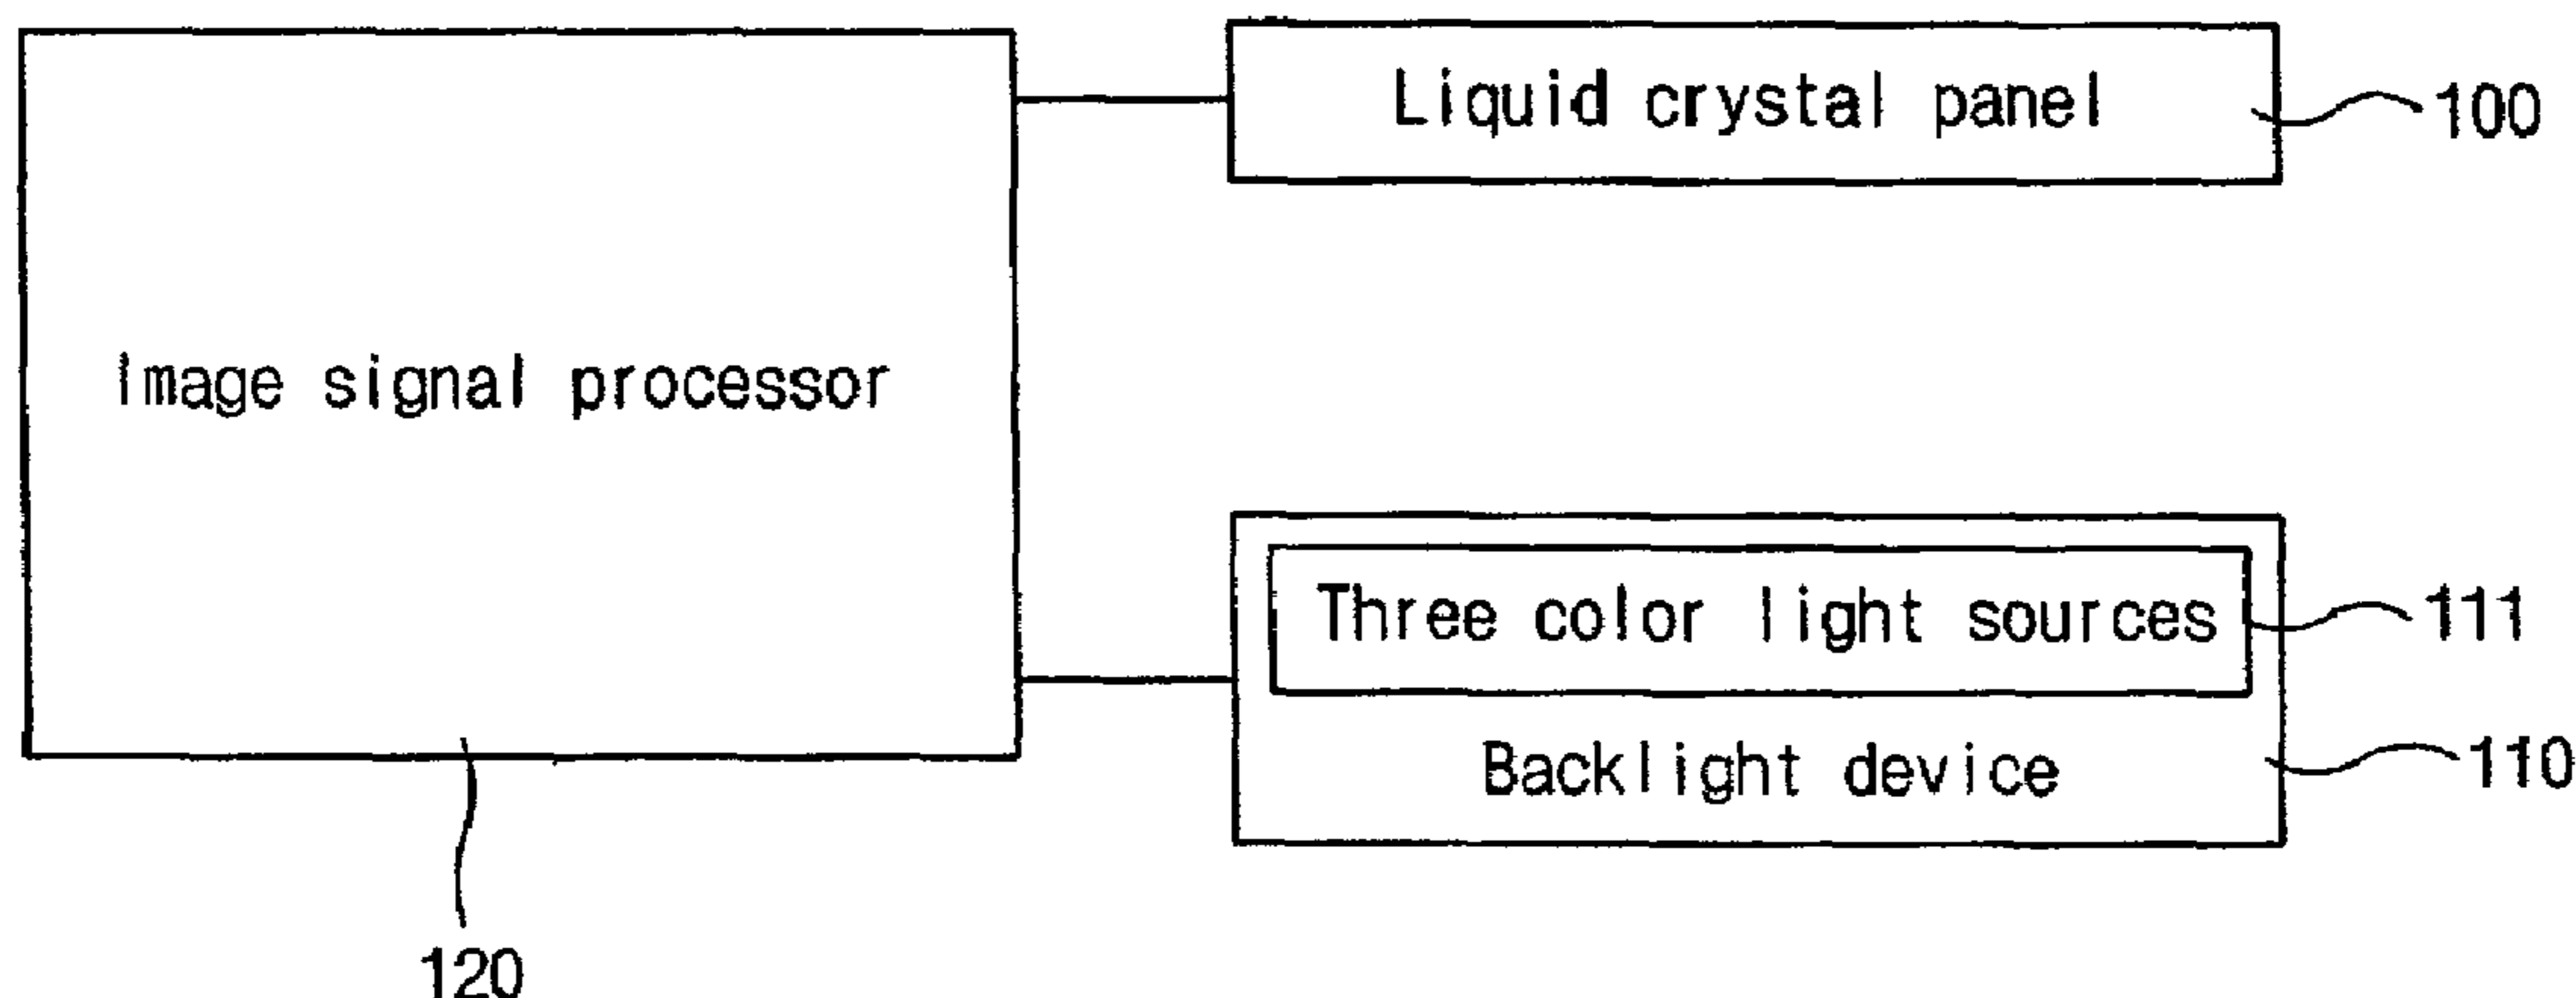 Liquid crystal panel
100
Image signal processor
Three color light sources
111
Backlight device
110
120